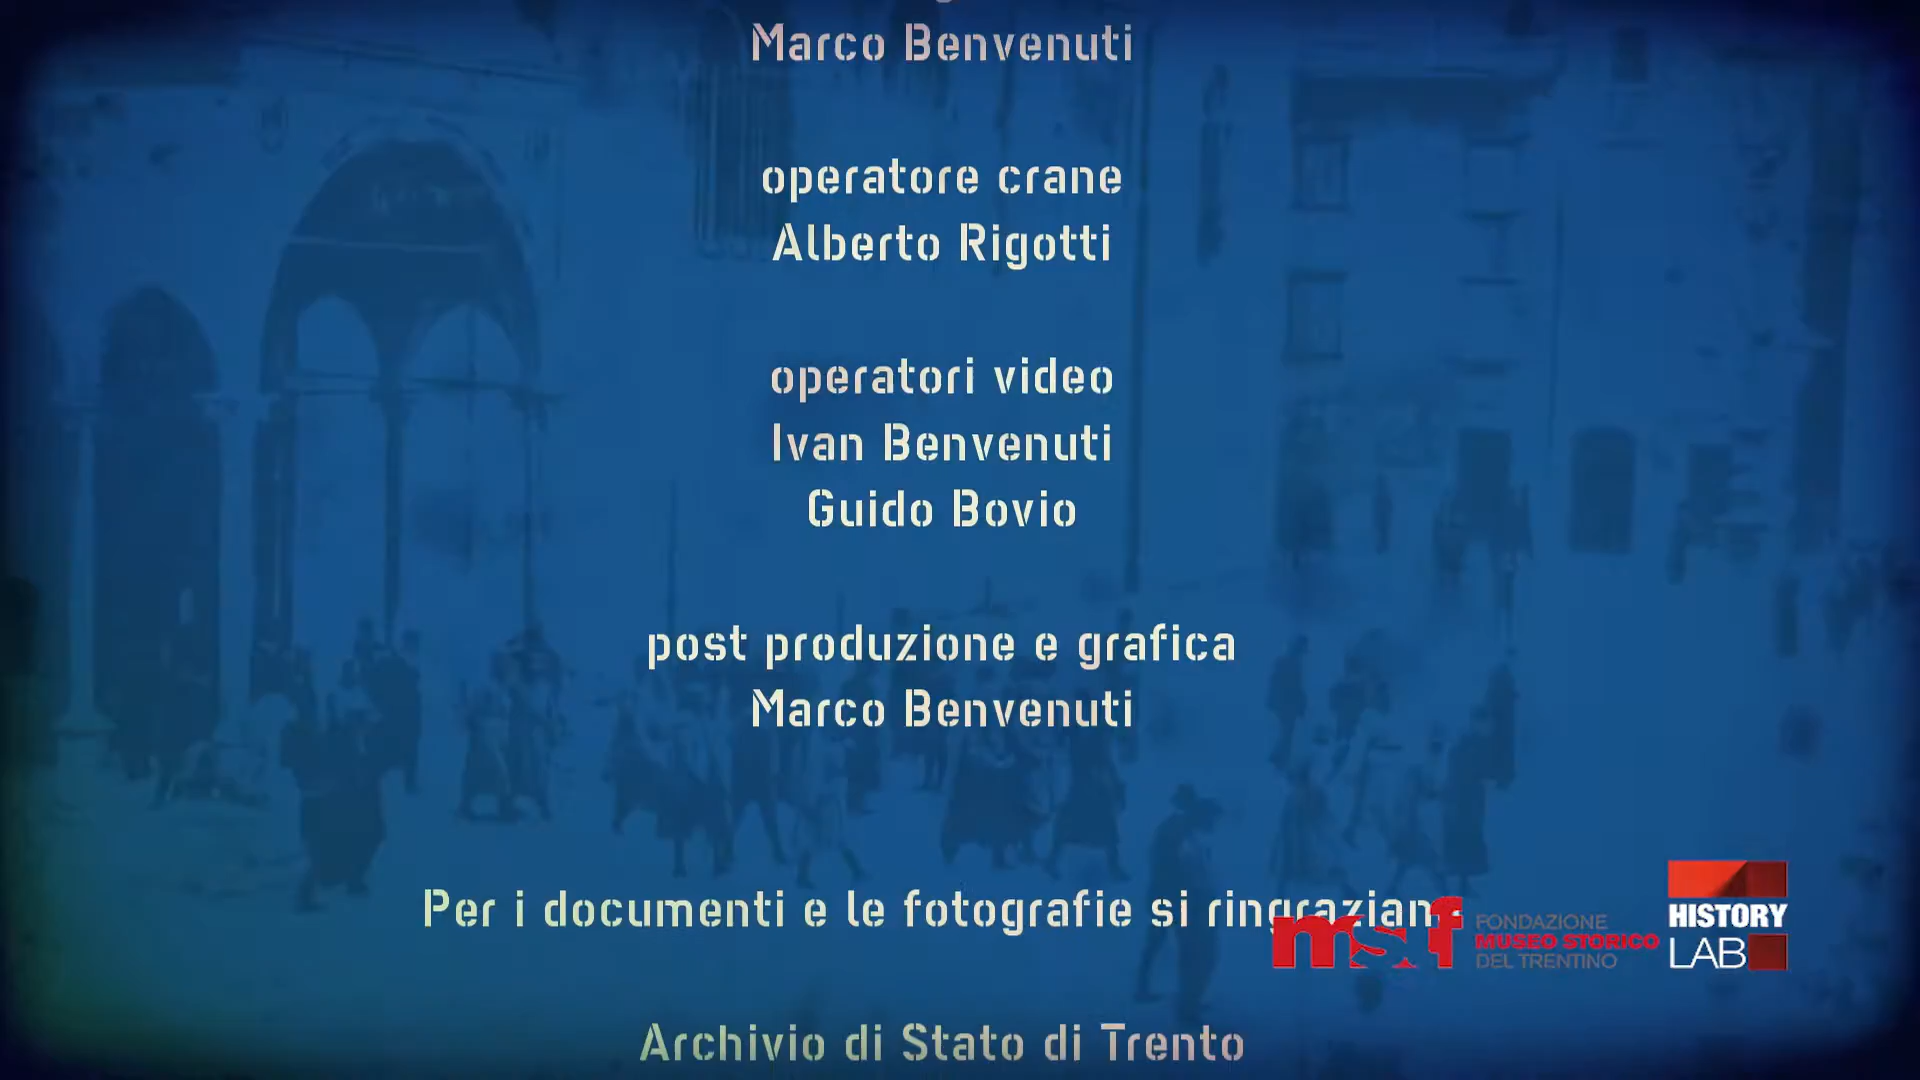 Marco Benvenuti
operatore crane
Alberto Rigotti
operatori video
Ivan Benvenuti
Guido Bovio
post produzione e grafica
Marco Benvenuti
Per i documenti e le fotografie si
Archivio di Stato di Trento
msf
FONDAZIONE
MUSEO STORICO
DEL TRENTINO
HISTORY
LAB